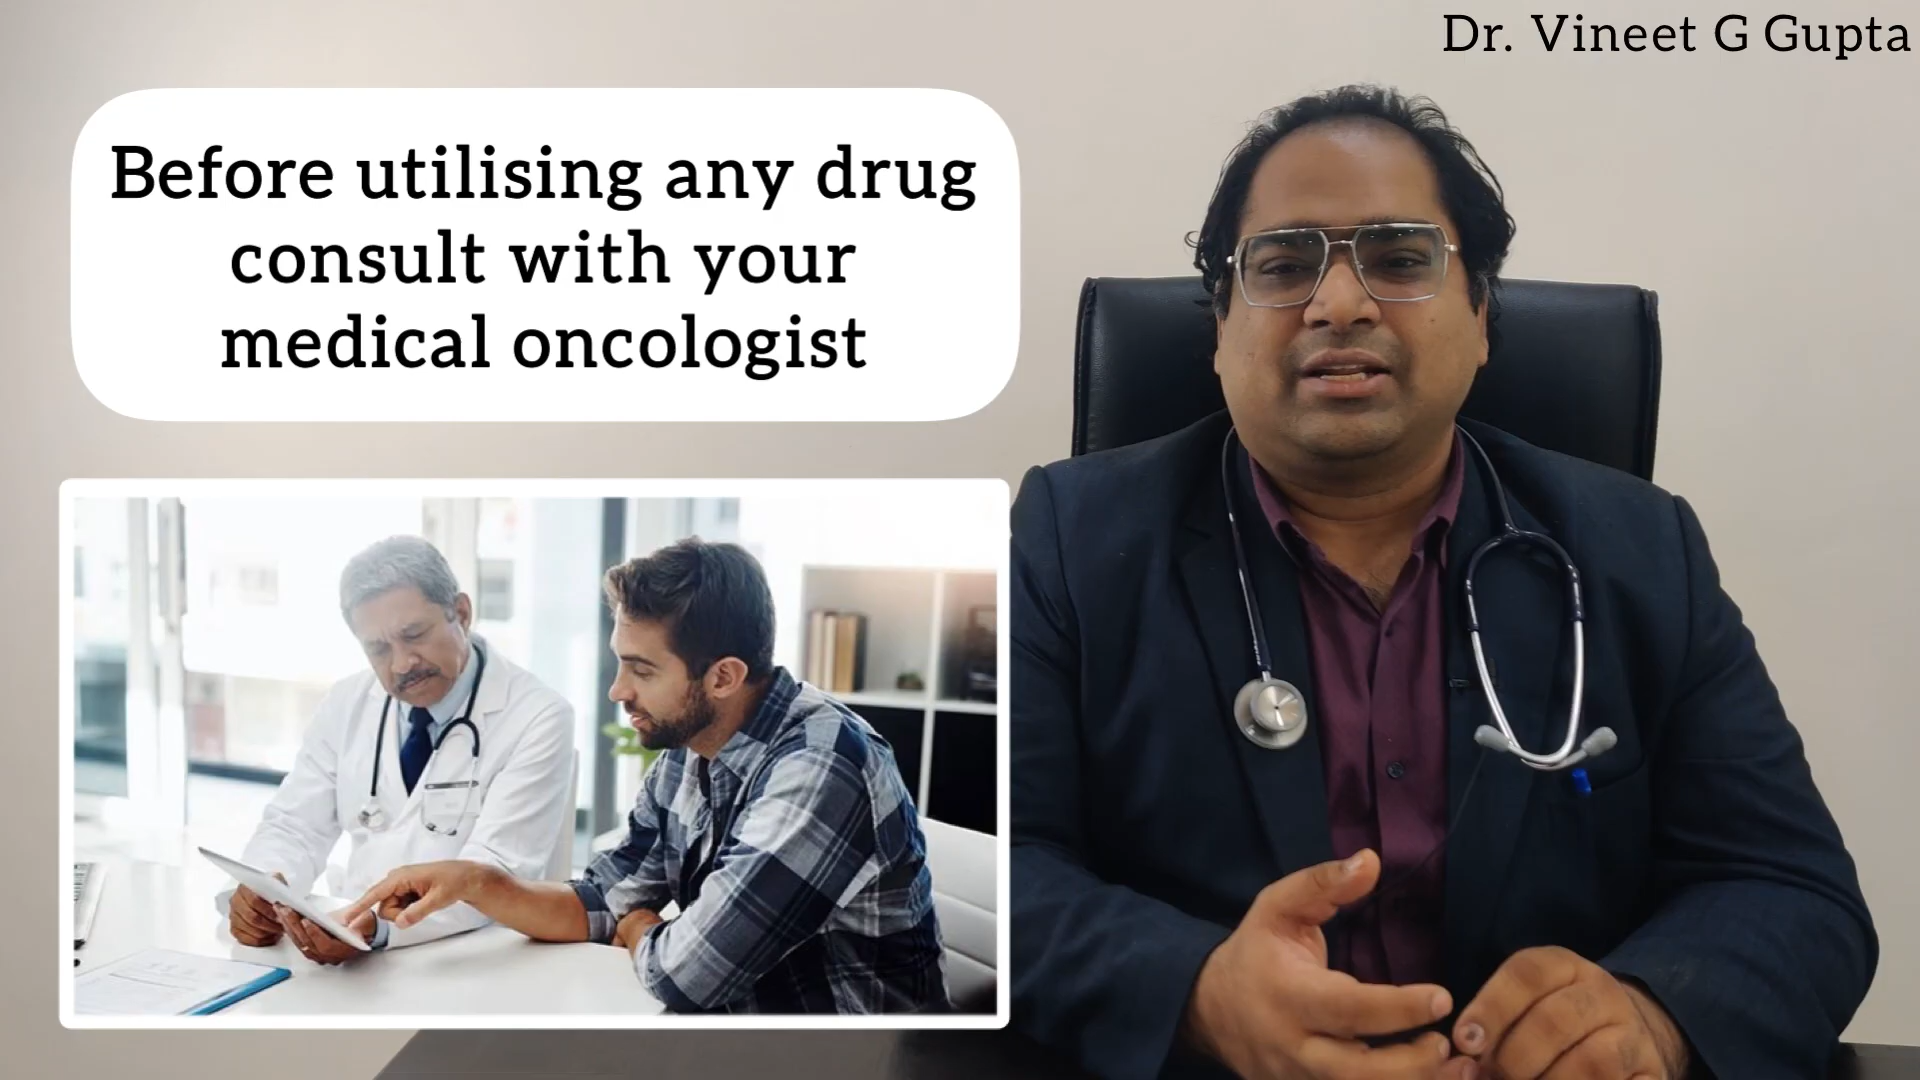 Dr. Vineet G Gupta
Before utilising any drug
consult with your
medical oncologist